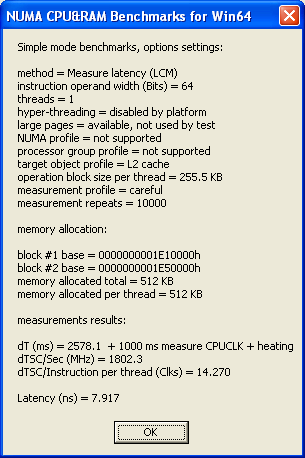 NUMA CPU&RAM Benchmarks for Win64
Simple mode benchmarks, options settings:
method = Measure latency (LCM)
instruction operand width (Bits) = 64
threads = 1
hyper-threading = disabled by platform
large pages = available, not used by test
NUMA profile = not supported
processor group profile = not supported
target object profile = L2 cache
operation block size per thread = 255.5 KB
measurement profile = careful
measurement repeats = 10000
memory allocation:
block #1 base = 0000000001E10000h
block #2 base = 0000000001E50000h
memory allocated total = 512 KB
memory allocated per thread = 512 KB
measurements results:
dT (ms) = 2578.1  + 1000 ms measure CPUCLK + heating
dTSC/Sec (MHz) = 1802.3
dTSC/Instruction per thread (Clks) = 14.270
Latency (ns) = 7.917
OK